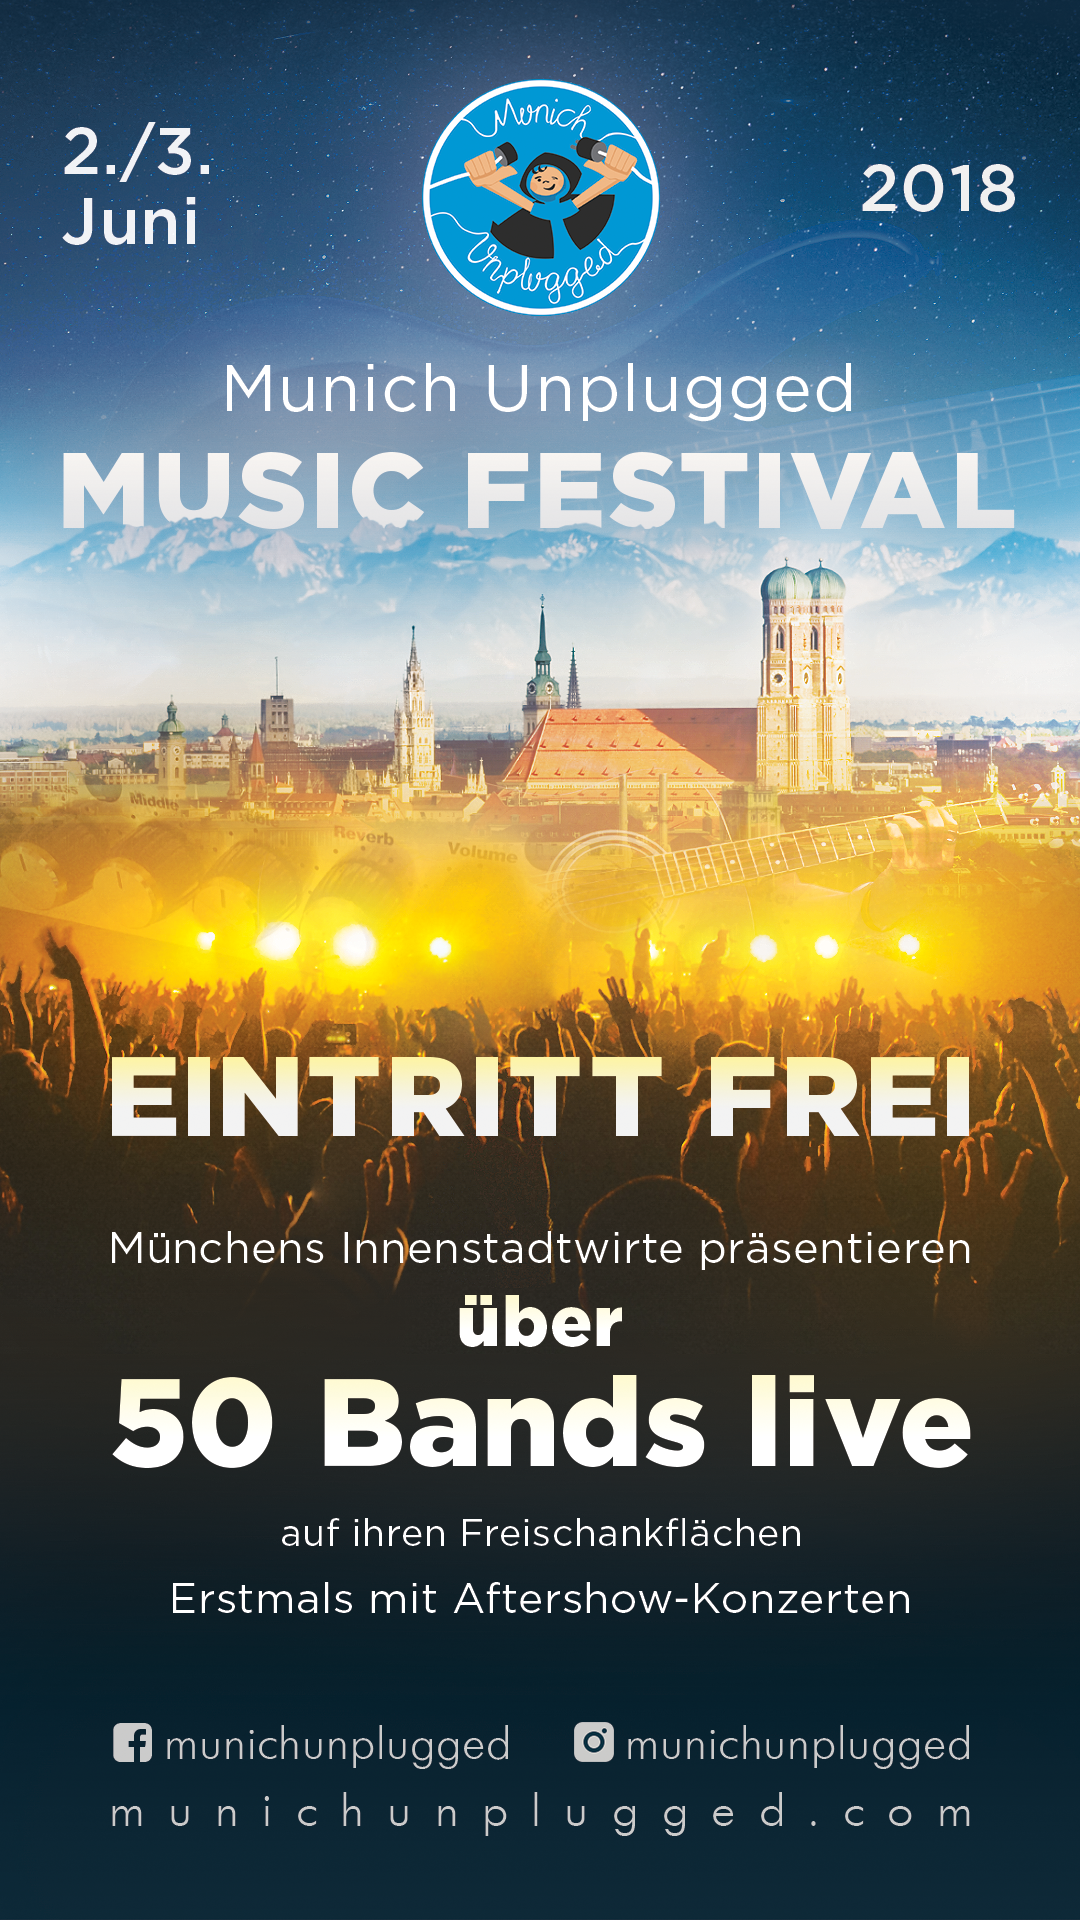 2./3.
Juni
Munich
Unplugged
2018
Munich Unplugged
MUSIC FESTIVAL
Middle
Reverb
Volume
EINTRITT FREI
Münchens Innenstadtwirte präsentieren
über
50 Bands live
auf ihren Freischankflächen
Erstmals mit Aftershow-Konzerten
munichunplugged
munichunplugged
munichunplugged.com